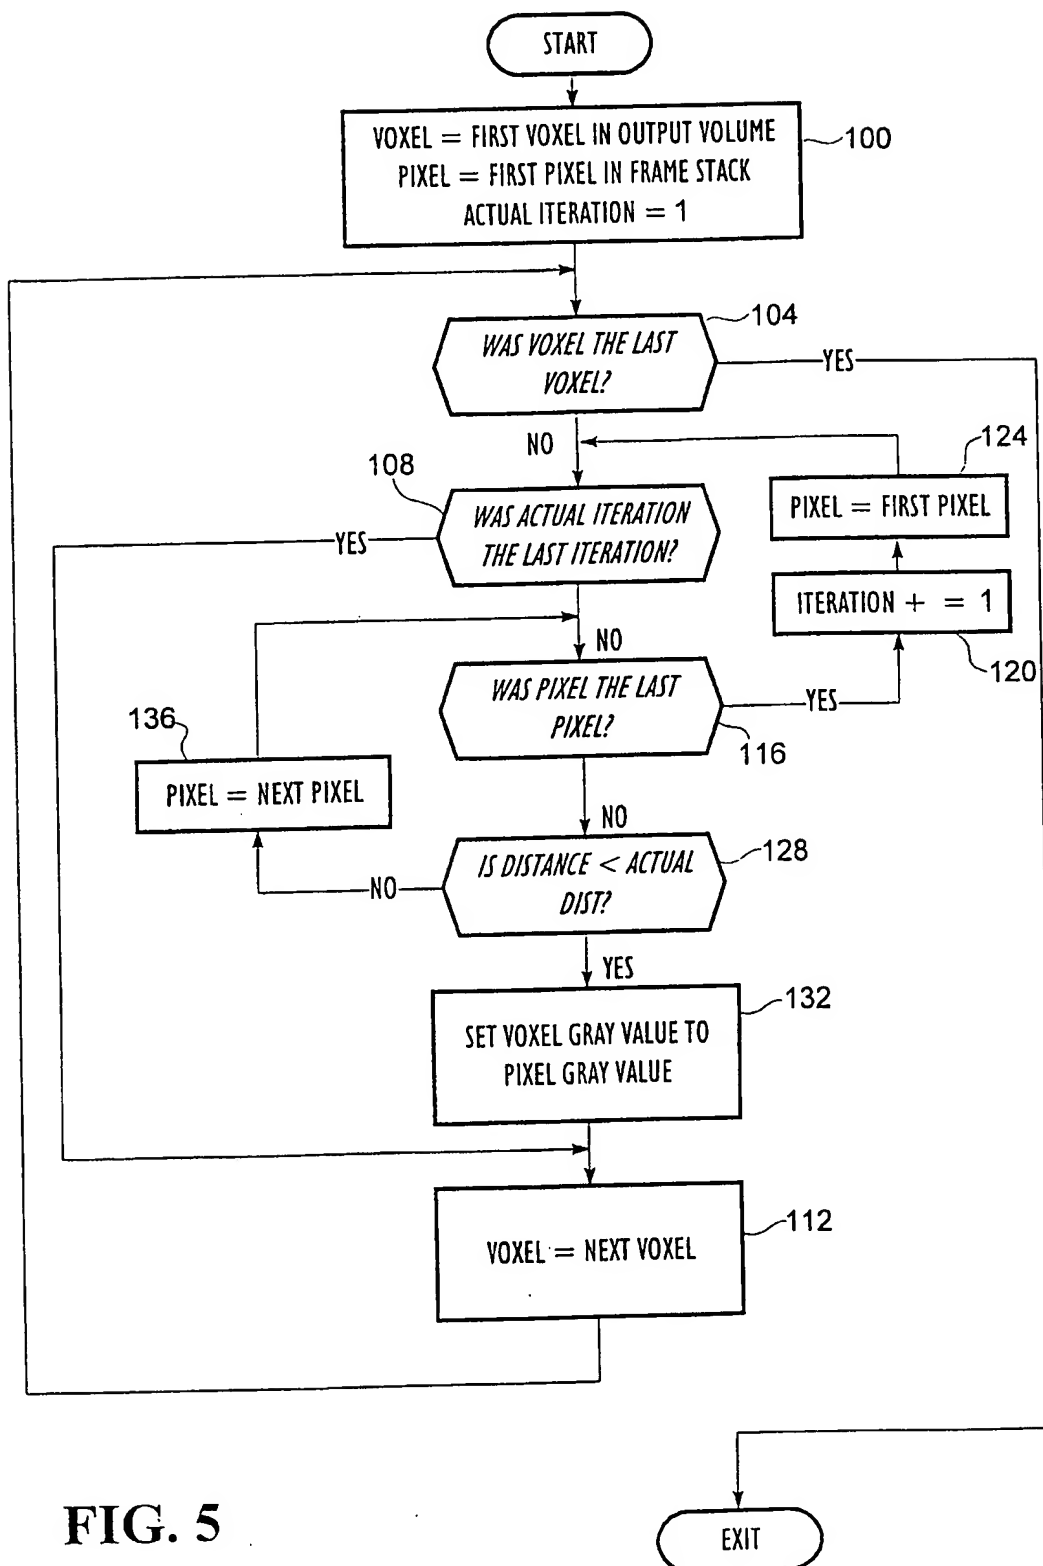 START
VOXEL = FIRST VOXEL IN OUTPUT VOLUME
PIXEL = FIRST PIXEL IN FRAME STACK
ACTUAL ITERATION = 1
100
WAS VOXEL THE LAST
VOXEL?
104
YES
NO
124
PIXEL = FIRST PIXEL
108
WAS ACTUAL ITERATION
THE LAST ITERATION?
YES
ITERATION + = 1
120
NO
WAS PIXEL THE LAST
PIXEL?
YES
116
136
PIXEL = NEXT PIXEL
NO
IS DISTANCE < ACTUAL
DIST?
128
NO
YES
SET VOXEL GRAY VALUE TO
PIXEL GRAY VALUE
132
VOXEL = NEXT VOXEL
112
FIG. 5
EXIT